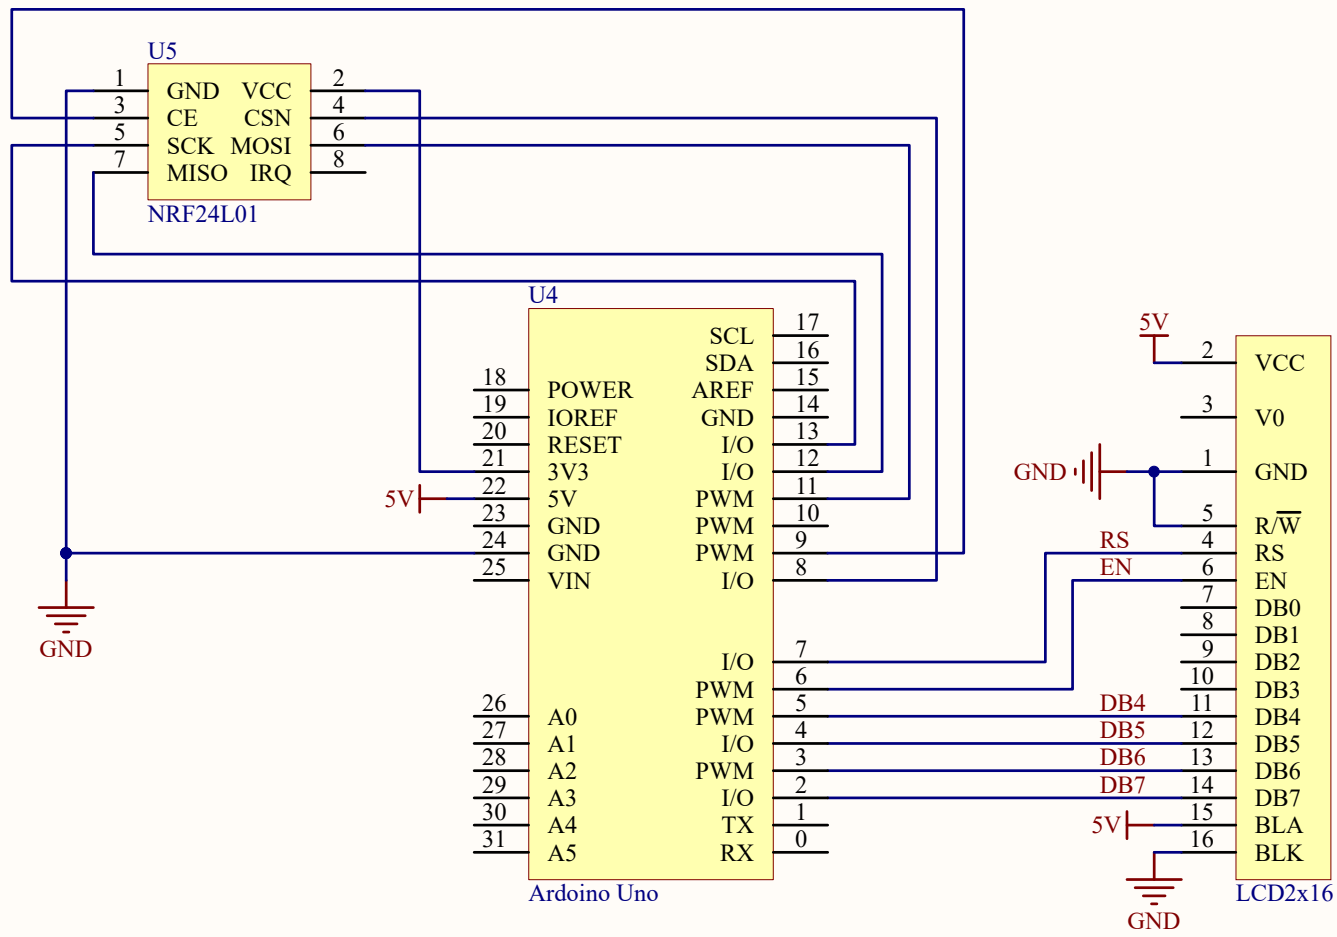 U5
1 GND VCC 2
3 CE CSN 4
5 SCK MOSI 6
7 MISO IRQ 8
NRF24L01
U4
SCL 17
SDA 16
18 POWER AREF 15
19 IOREF GND 14
20 RESET I/O 13
21 3V3 I/O 12
5V 22 5V PWM 11
23 GND PWM 10
24 GND PWM 9
25 VIN I/O 8
GND
I/O 7
PWM 6
26 A0 PWM 5
27 A1 I/O 4
28 A2 PWM 3
29 A3 I/O 2
30 A4 TX 1
31 A5 RX 0
Ardoino Uno
5V
2 VCC
3 V0
GND 1 GND
5 R/W̅
RS 4 RS
EN 6 EN
7 DB0
8 DB1
9 DB2
10 DB3
DB4 11 DB4
DB5 12 DB5
DB6 13 DB6
DB7 14 DB7
5V 15 BLA
16 BLK
GND
LCD2x16